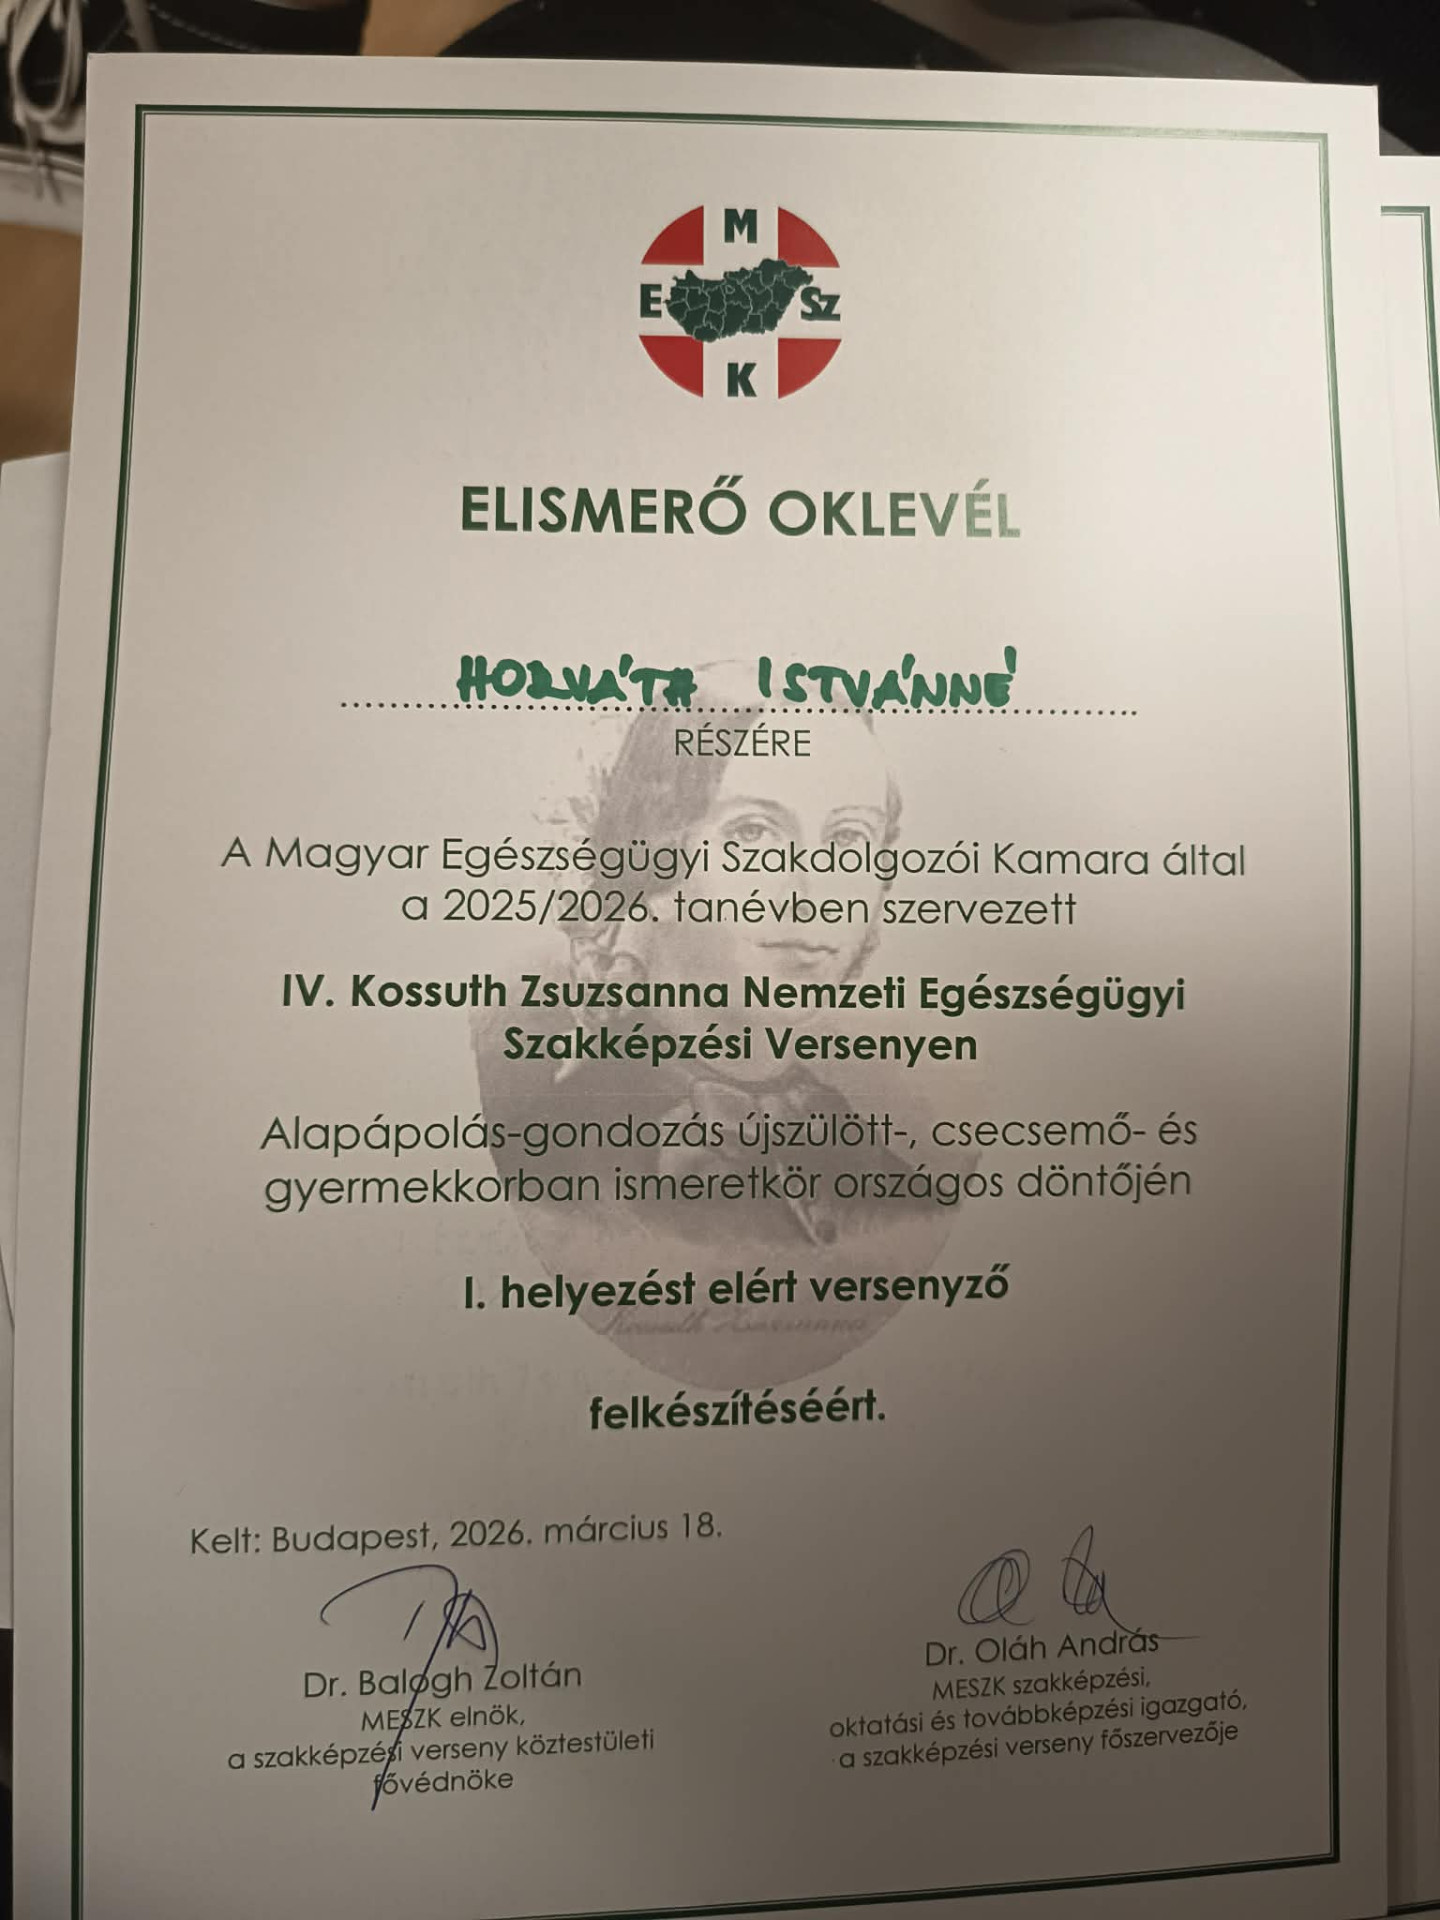 M
E Sz
K
ELISMERŐ OKLEVÉL
HORVÁTH ISTVÁNNÉ
RÉSZÉRE
A Magyar Egészségügyi Szakdolgozói Kamara által
a 2025/2026. tanévben szervezett
IV. Kossuth Zsuzsanna Nemzeti Egészségügyi
Szakképzési Versenyen
Alapápolás-gondozás újszülött-, csecsemő- és
gyermekkorban ismeretkör országos döntőjén
I. helyezést elért versenyző
Kossuth Zsuzsanna
felkészítéséért.
Kelt: Budapest, 2026. március 18.
Dr. Balogh Zoltán
MESZK elnök,
a szakképzési verseny köztestületi
fővédnöke
Dr. Oláh András
MESZK szakképzési,
oktatási és továbbképzési igazgató,
a szakképzési verseny főszervezője